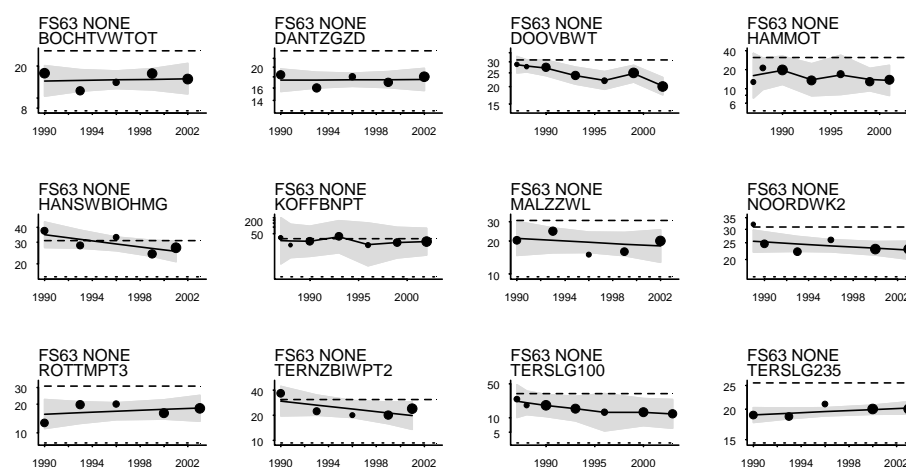 FS63 NONE
BOCHTVWTOT
20
8
1990 1994 1998 2002
FS63 NONE
DANTZGZD
20
18
16
14
1990 1994 1998 2002
FS63 NONE
DOOVBWT
30
25
20
15
1990 1995 2000
FS63 NONE
HAMMOT
40
20
10
6
1990 1996 2001
FS63 NONE
HANSWBIOHMG
40
30
20
1990 1994 1998 2002
FS63 NONE
KOFFBNPT
200
50
1990 1995 2000
FS63 NONE
MALZZWL
30
20
10
1990 1994 1998 2002
FS63 NONE
NOORDWK2
35
30
25
20
1990 1994 1998 2002
FS63 NONE
ROTTMPT3
30
20
10
1990 1994 1998 2002
FS63 NONE
TERNZBIWPT2
40
20
10
1990 1994 1998 2002
FS63 NONE
TERSLG100
50
10
5
1990 1995 2000
FS63 NONE
TERSLG235
25
20
15
1990 1994 1998 2002